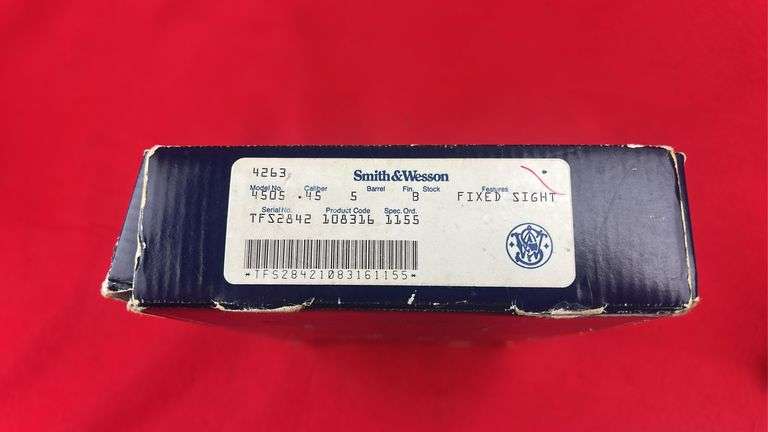 4263
Smith&Wesson
Model No. Caliber Barrel Fin. Stock Features
4505 .45 5 B FIXED SIGHT
Serial No. Product Code Spec. Ord.
TFS2842 108316 1155
*TFS28421083161155*